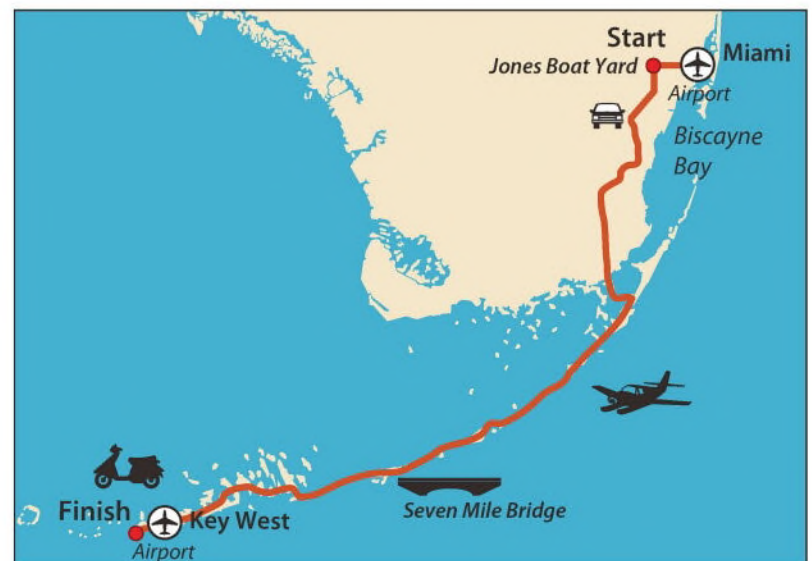 Start
Miami
Jones Boat Yard
Airport
Biscayne
Bay
Seven Mile Bridge
Finish
Key West
Airport